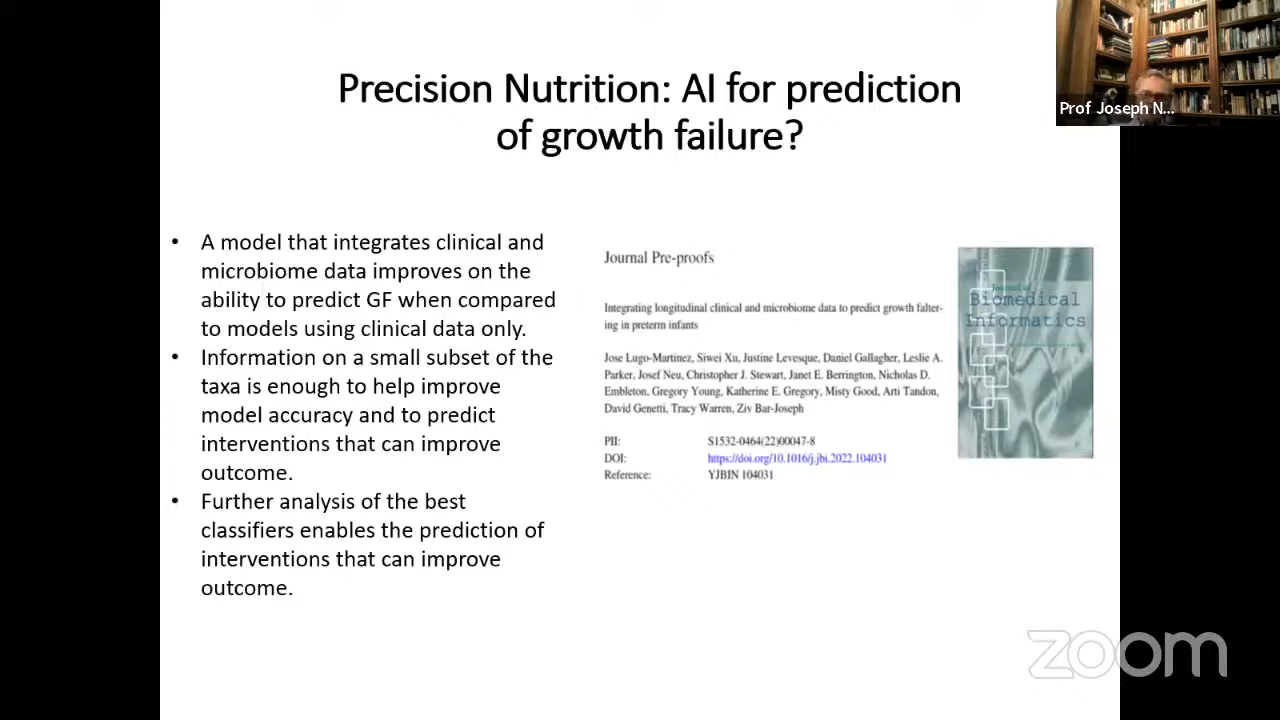 Precision Nutrition: AI for prediction
of growth failure?
Prof Joseph N...
• A model that integrates clinical and
microbiome data improves on the
ability to predict GF when compared
to models using clinical data only.
• Information on a small subset of the
taxa is enough to help improve
model accuracy and to predict
interventions that can improve
outcome.
• Further analysis of the best
classifiers enables the prediction of
interventions that can improve
outcome.
Journal Pre-proofs
Integrating longitudinal clinical and microbiome data to predict growth falter-
ing in preterm infants
Jose Lugo-Martinez, Siwei Xu, Justine Levesque, Daniel Gallagher, Leslie A.
Parker, Josef Neu, Christopher J. Stewart, Janet E. Berrington, Nicholas D.
Embleton, Gregory Young, Katherine E. Gregory, Misty Good, Arti Tandon,
David Genetti, Tracy Warren, Ziv Bar-Joseph
PII: S1532-0464(22)00047-8
DOI: https://doi.org/10.1016/j.jbi.2022.104031
Reference: YJBIN 104031
Journal of
Biomedical
Informatics
zoom